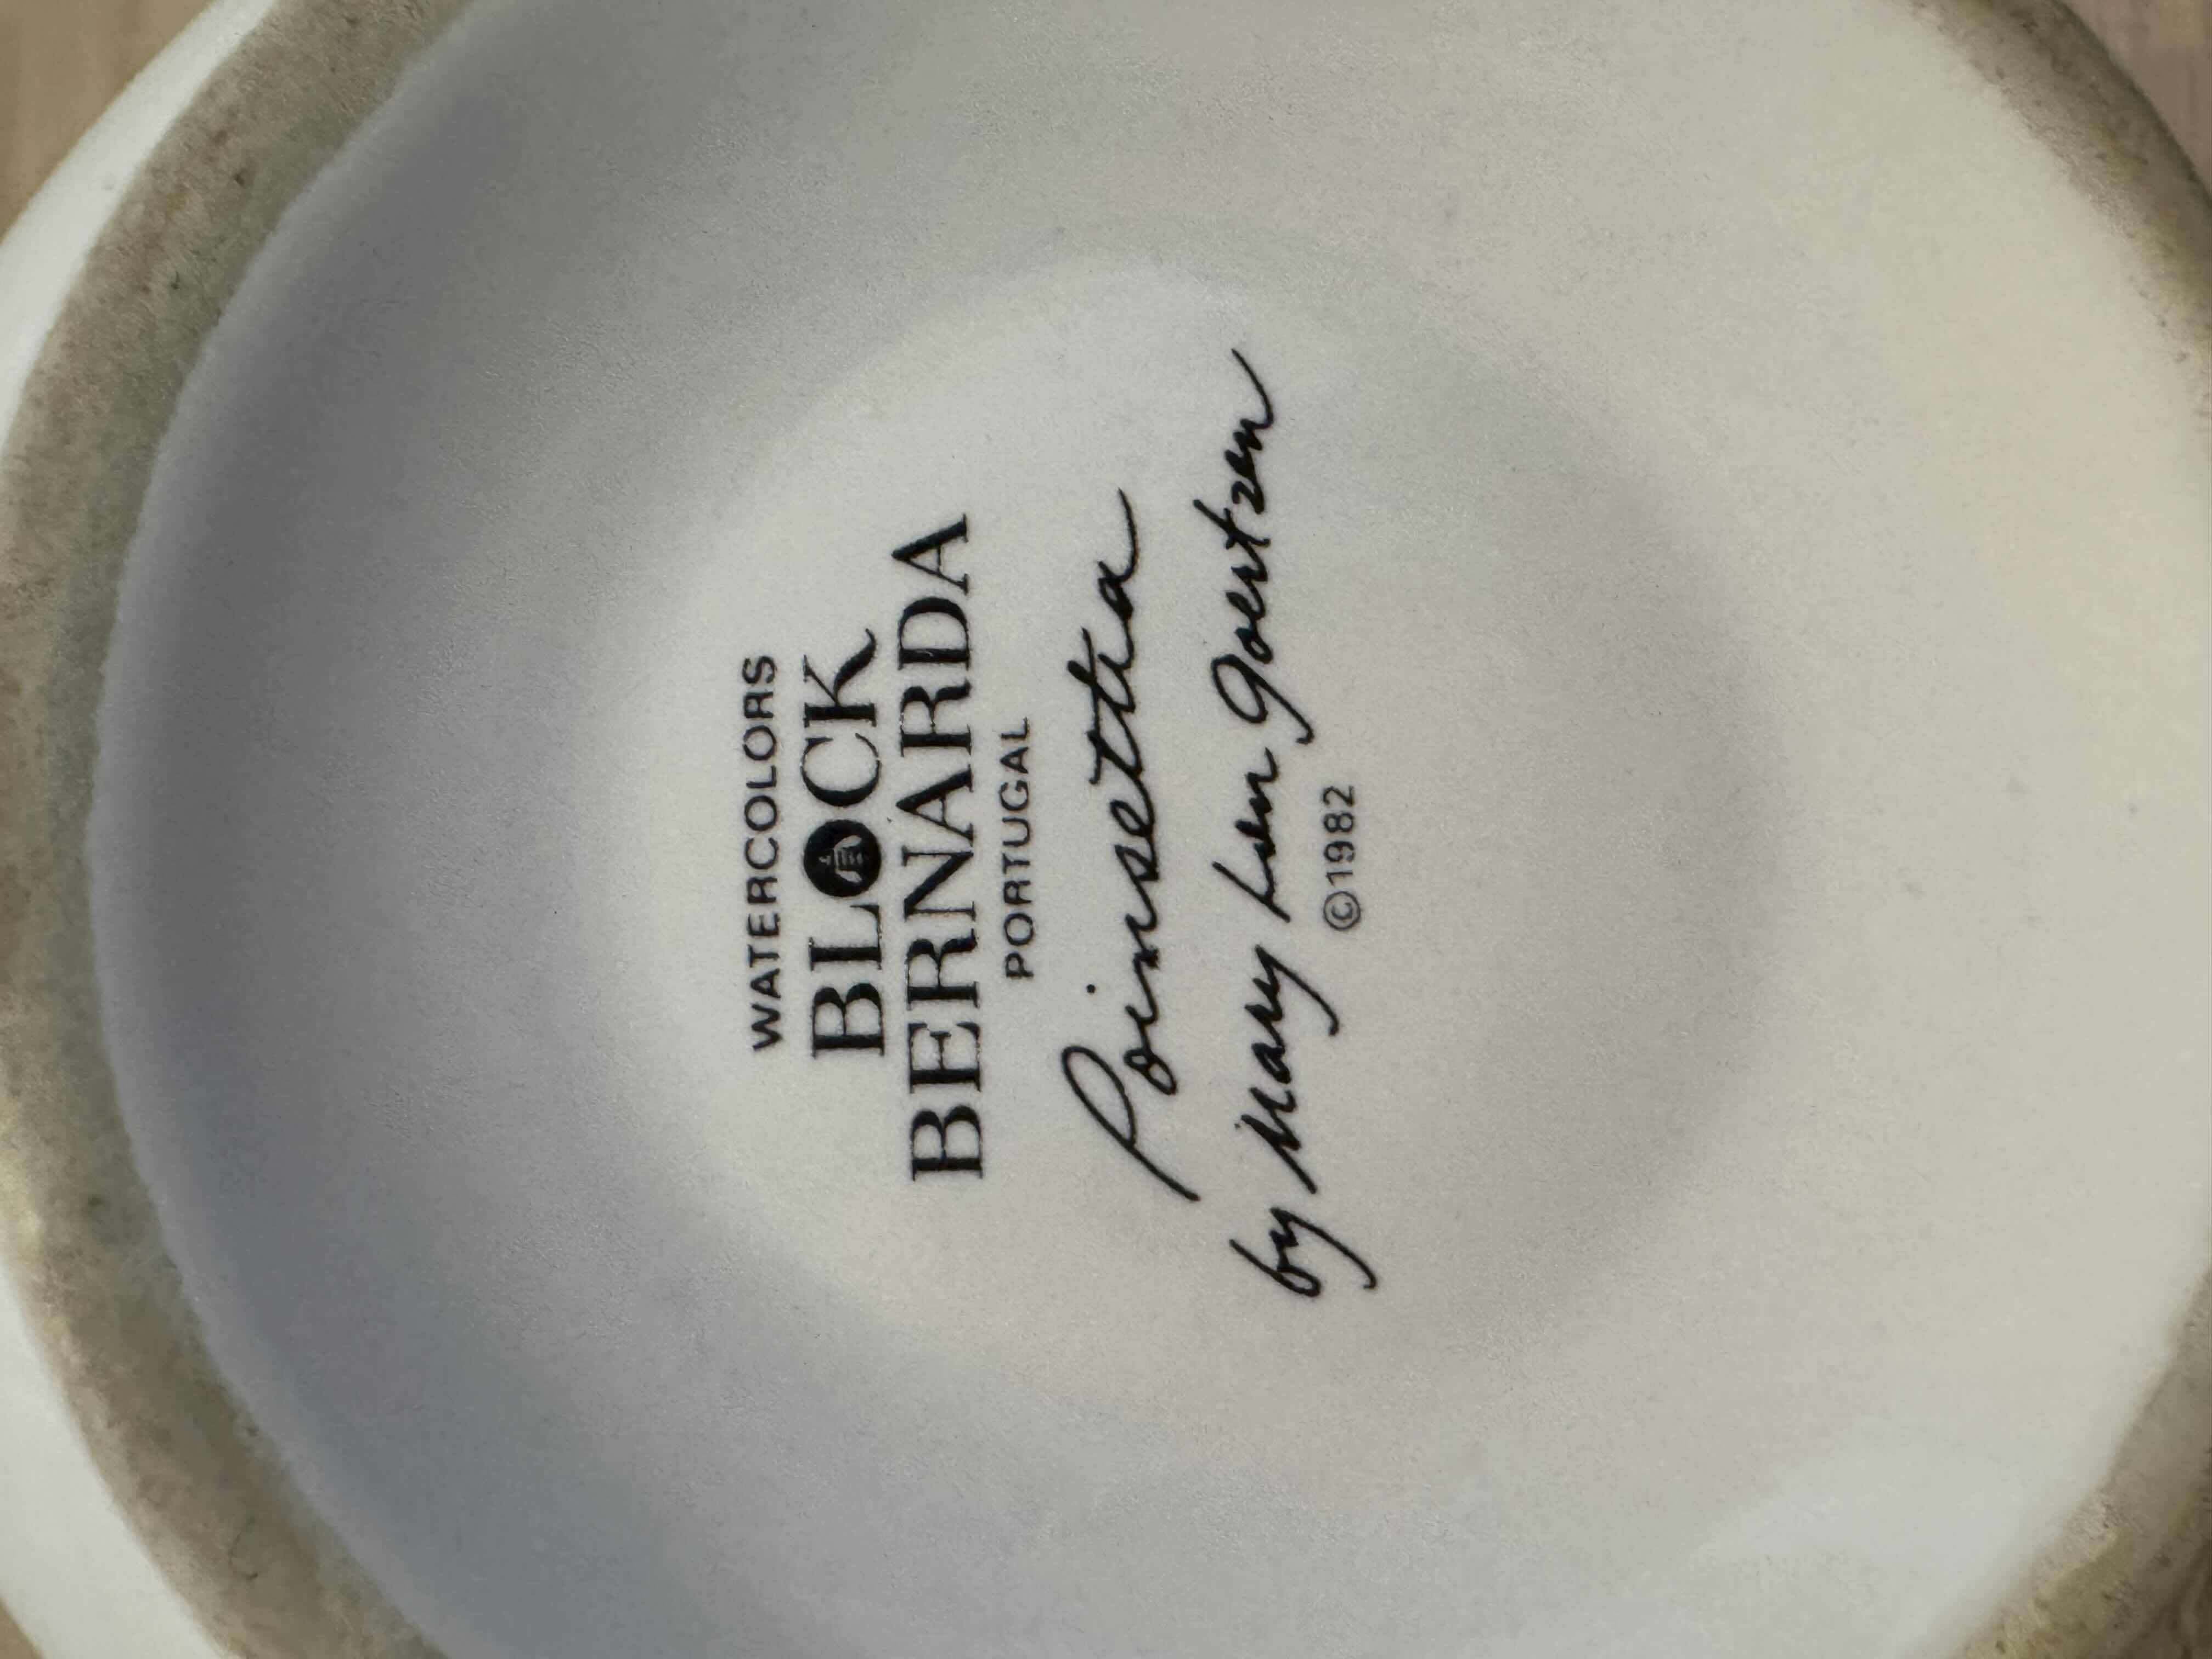 WATERCOLORS
BLOCK
BERNARDA
PORTUGAL
Poinsettia
by Mary Lou Goertzen
©1982